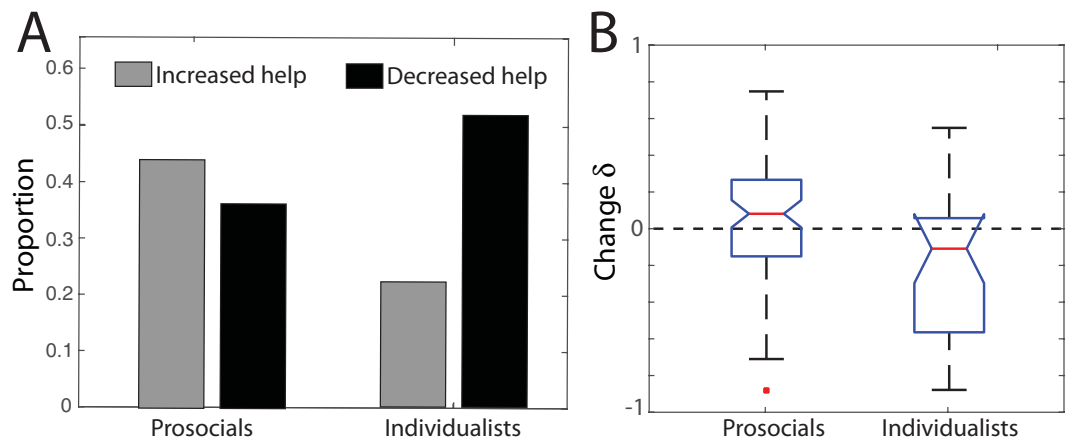 A
Proportion
0.6
0.5
0.4
0.3
0.2
0.1
0
Increased help
Decreased help
Prosocials
Individualists
B
Change δ
1
0
-1
Prosocials
Individualists